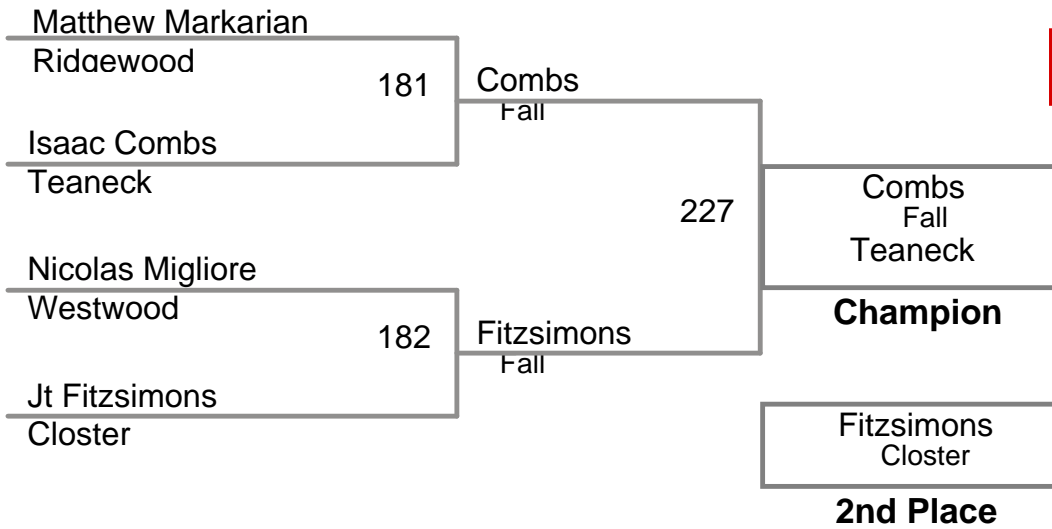 Matthew Markarian
Ridgewood
181
Combs
Fall
Isaac Combs
Teaneck
227
Combs
Fall
Teaneck
Champion
Nicolas Migliore
Westwood
182
Fitzsimons
Fall
Jt Fitzsimons
Closter
Fitzsimons
Closter
2nd Place